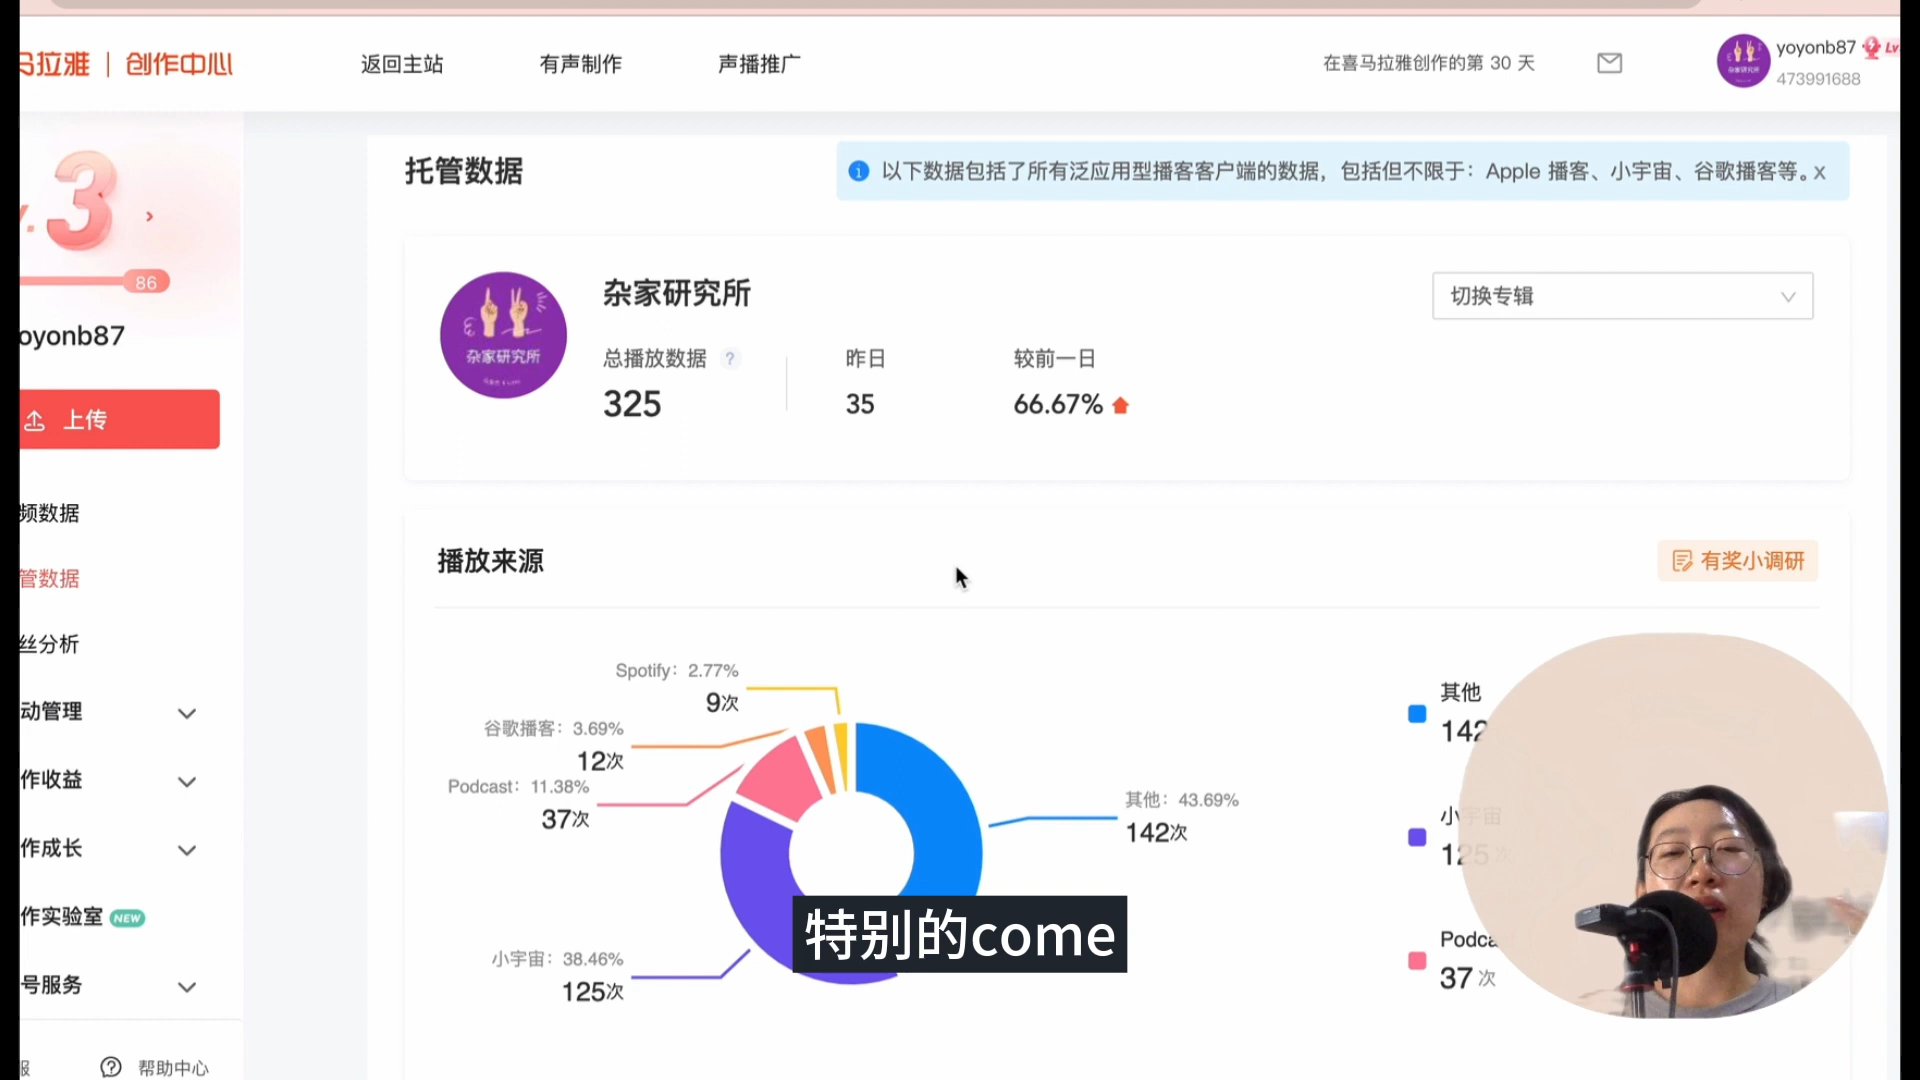 马拉雅 | 创作中心
返回主站
有声制作
声播推广
在喜马拉雅创作的第 30 天
yoyonb87
473991688
3
86
oyonb87
上传
频数据
管数据
丝分析
动管理
作收益
作成长
作实验室 NEW
号服务
帮助中心
托管数据
以下数据包括了所有泛应用型播客客户端的数据，包括但不限于：Apple 播客、小宇宙、谷歌播客等。 X
杂家研究所
杂家研究所
切换专辑
总播放数据 ?
325
昨日
35
较前一日
66.67%
播放来源
有奖小调研
Spotify：2.77%
9次
谷歌播客：3.69%
12次
Podcast：11.38%
37次
小宇宙：38.46%
125次
其他：43.69%
142次
其他
142
小宇宙
125次
Podca
37 次
特别的come